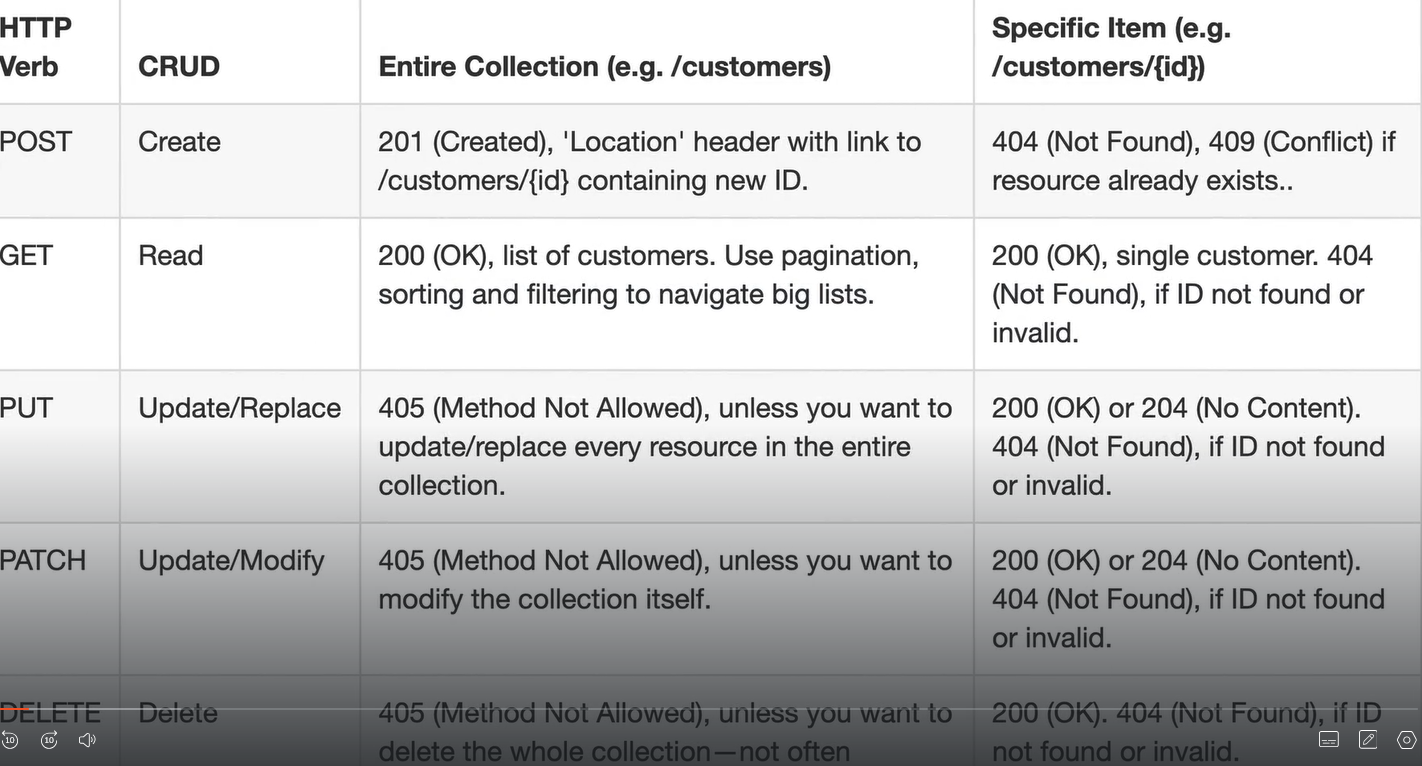 HTTP
Verb
CRUD
Entire Collection (e.g. /customers)
Specific Item (e.g.
/customers/{id})
POST
Create
201 (Created), 'Location' header with link to
/customers/{id} containing new ID.
404 (Not Found), 409 (Conflict) if
resource already exists..
GET
Read
200 (OK), list of customers. Use pagination,
sorting and filtering to navigate big lists.
200 (OK), single customer. 404
(Not Found), if ID not found or
invalid.
PUT
Update/Replace
405 (Method Not Allowed), unless you want to
update/replace every resource in the entire
collection.
200 (OK) or 204 (No Content).
404 (Not Found), if ID not found
or invalid.
PATCH
Update/Modify
405 (Method Not Allowed), unless you want to
modify the collection itself.
200 (OK) or 204 (No Content).
404 (Not Found), if ID not found
or invalid.
DELETE
Delete
405 (Method Not Allowed), unless you want to
delete the whole collection—not often
200 (OK). 404 (Not Found), if ID
not found or invalid.
10
10